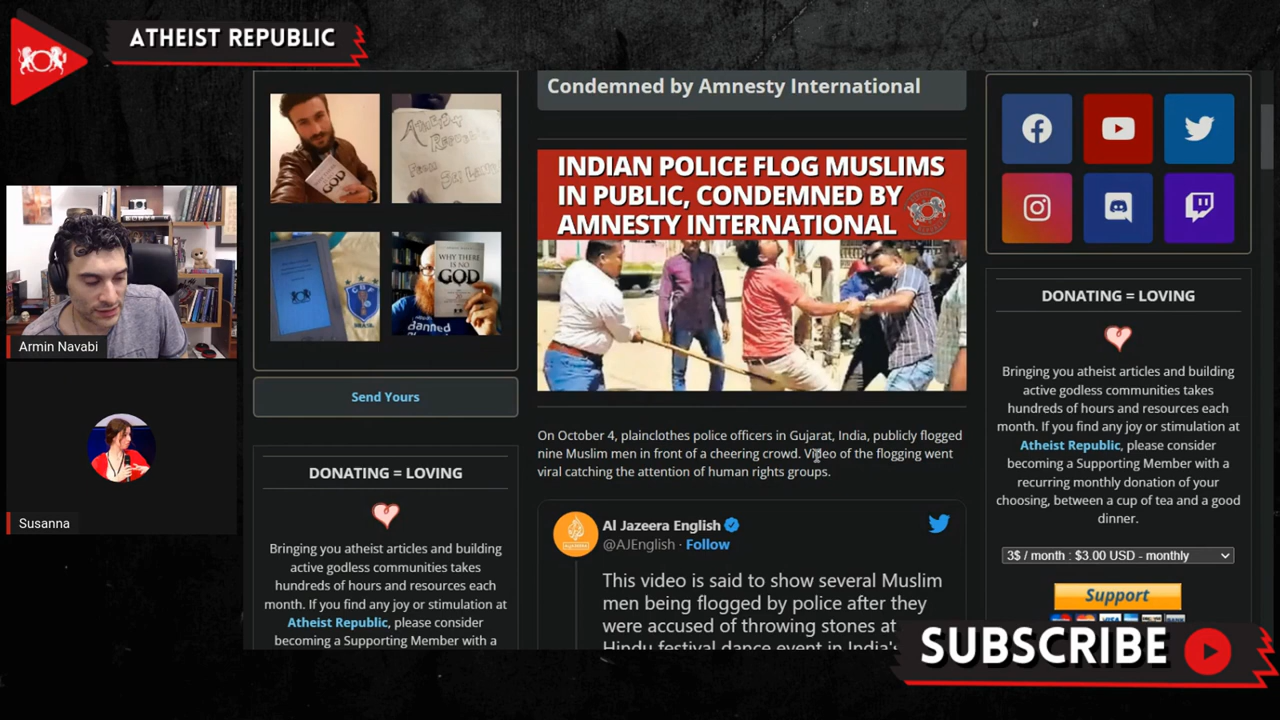 ATHEIST REPUBLIC
Armin Navabi
Susanna
WHY THERE
IS NO
GOD
Banned
Send Yours
DONATING = LOVING
Bringing you atheist articles and building
active godless communities takes
hundreds of hours and resources each
month. If you find any joy or stimulation at
Atheist Republic, please consider
becoming a Supporting Member with a
Condemned by Amnesty International
INDIAN POLICE FLOG MUSLIMS
IN PUBLIC, CONDEMNED BY
AMNESTY INTERNATIONAL
On October 4, plainclothes police officers in Gujarat, India, publicly flogged
nine Muslim men in front of a cheering crowd. Video of the flogging went
viral catching the attention of human rights groups.
Al Jazeera English
@AJEnglish · Follow
This video is said to show several Muslim
men being flogged by police after they
were accused of throwing stones at
Hindu festival dance event in India's
DONATING = LOVING
Bringing you atheist articles and building
active godless communities takes
hundreds of hours and resources each
month. If you find any joy or stimulation at
Atheist Republic, please consider
becoming a Supporting Member with a
recurring monthly donation of your
choosing, between a cup of tea and a good
dinner.
3$ / month : $3.00 USD - monthly
Support
SUBSCRIBE